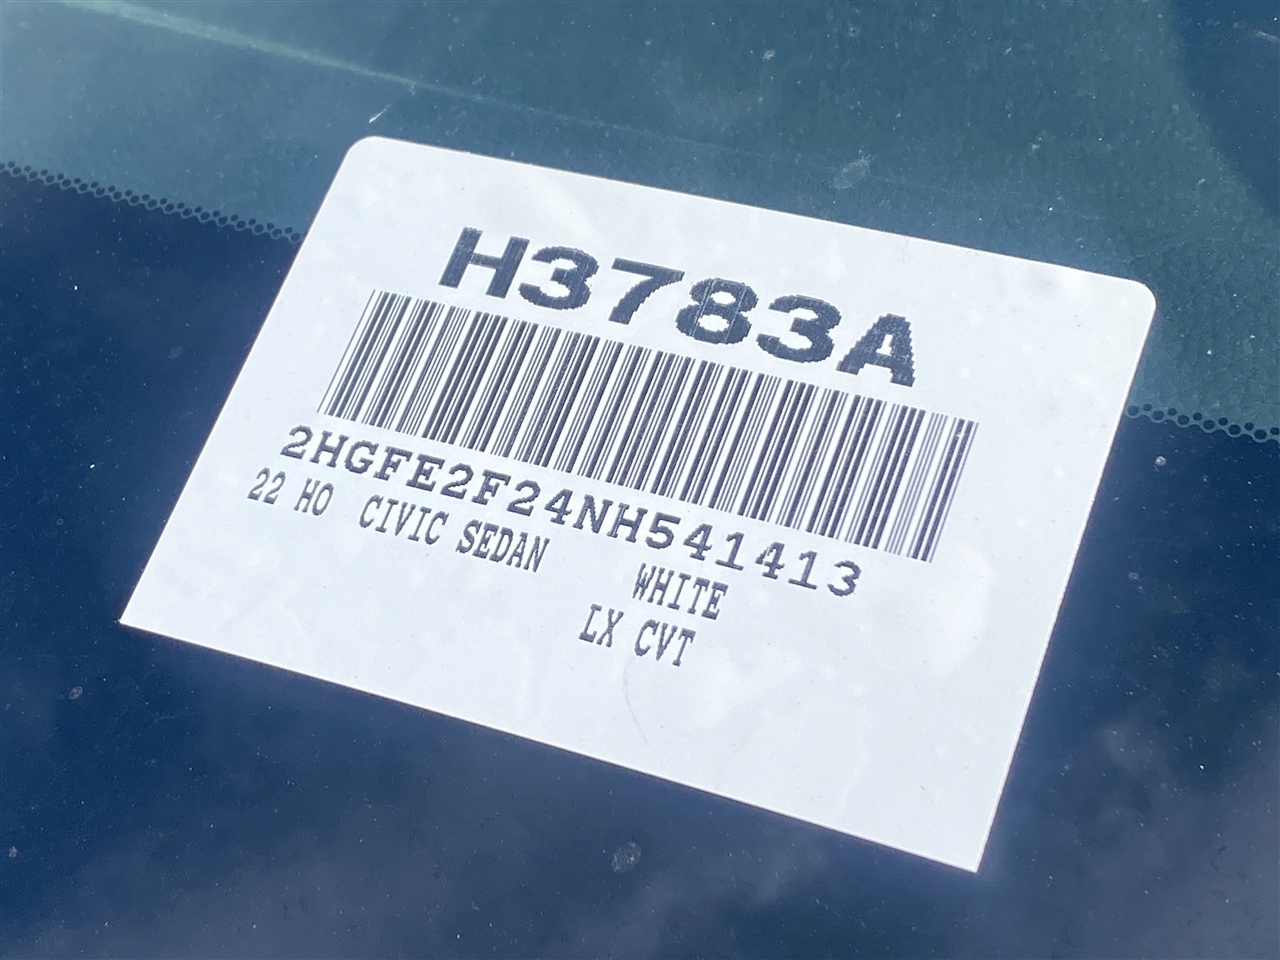 H3783A
2HGFE2F24NH541413
22 HO CIVIC SEDAN WHITE
LX CVT